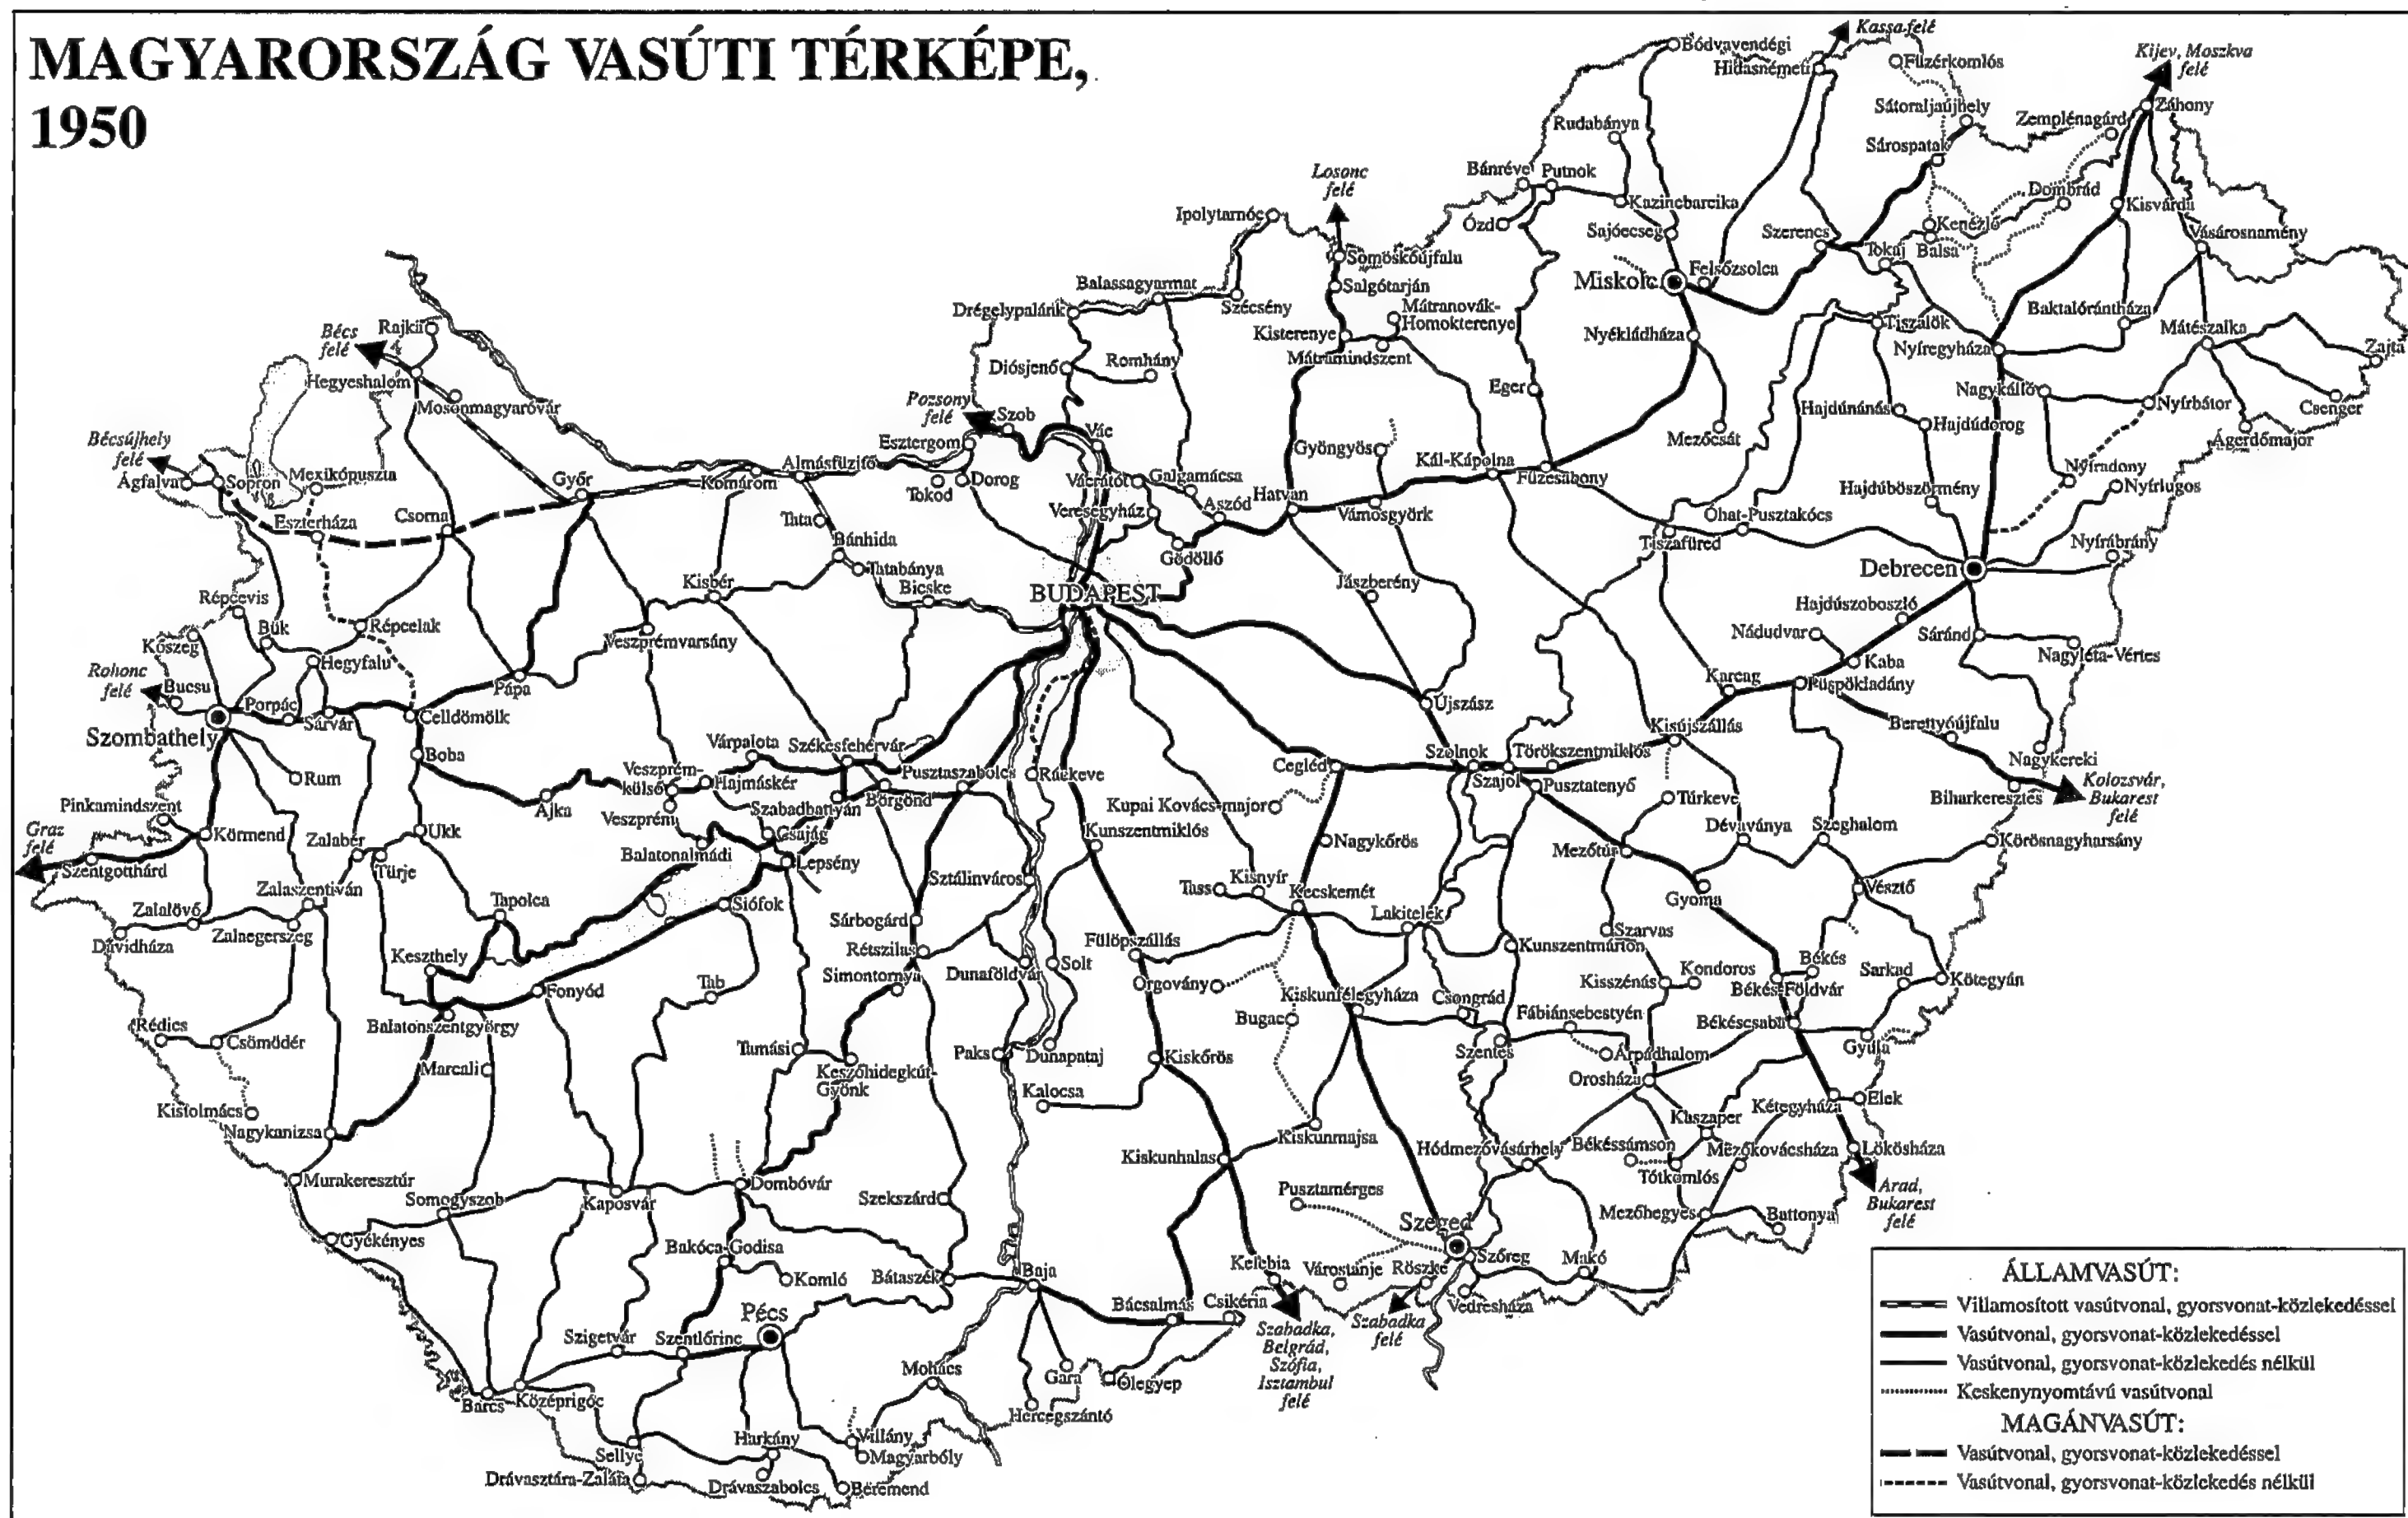 MAGYARORSZÁG VASÚTI TÉRKÉPE,
1950
Kassa felé
Kijev, Moszkva
felé
Bódvavendégi
Hidasnémeti
Füzérkomlós
Sátoraljaújhely
Zemplénagárd
Záhony
Rudabánya
Sárospatak
Losonc
felé
Bánréve
Putnok
Dombrád
Kisvárda
Kazincbarcika
Ipolytarnóc
Ózd
Sajóecseg
Szerencs
Kenézlő
Balsa
Tokaj
Vásárosnamény
Somoskőújfalu
Felsőzsolca
Miskolc
Balassagyarmat
Salgótarján
Szécsény
Drégelypalánk
Mátranovák-
Homokterenye
Rajka
Bécs
felé
Kisterenye
Mátramindszent
Nyékládháza
Tiszalök
Baktalórántháza
Mátészalka
Nyíregyháza
Zajta
Diósjenő
Romhány
Hegyeshalom
Eger
Nagykálló
Nyírbátor
Csenger
Mosonmagyaróvár
Pozsony
felé
Szob
Hajdúnánás
Hajdúdorog
Ágerdőmajor
Mezőcsát
Bécsújhely
felé
Esztergom
Vác
Gyöngyös
Ágfalva
Sopron
Mexikópuszta
Győr
Komárom
Almásfüzitő
Tokod
Dorog
Vácrátót
Galgamácsa
Kál-Kápolna
Füzesabony
Nyíradony
Nyírlugos
Hajdúböszörmény
Eszterháza
Csorna
Tata
Veresegyház
Aszód
Hatvan
Vámosgyörk
Óhat-Pusztakócs
Tiszafüred
Bánhida
Gödöllő
Nyírábrány
Tatabánya
Debrecen
Kisbér
Bicske
BUDAPEST
Jászberény
Répcevis
Hajdúszoboszló
Kőszeg
Bük
Répcelak
Veszprémvarsány
Nádudvar
Sáránd
Nagyléta-Vértes
Rohonc
felé
Bucsu
Hegyfalu
Kaba
Porpác
Sárvár
Pápa
Karcag
Püspökladány
Szombathely
Celldömölk
Újszász
Berettyóújfalu
Boba
Kisújszállás
Várpalota
Székesfehérvár
Szolnok
Törökszentmiklós
Nagykereki
Rum
Veszprém-
külső
Hajmáskér
Pusztaszabolcs
Ráckeve
Cegléd
Szajol
Pusztatenyő
Kolozsvár,
Bukarest
felé
Biharkeresztes
Pinkamindszent
Ajka
Veszprém
Szabadbattyán
Börgönd
Kupai Kovács-major
Túrkeve
Körmend
Zalabér
Ukk
Csajág
Kunszentmiklós
Nagykőrös
Dévaványa
Szeghalom
Graz
felé
Szentgotthárd
Türje
Balatonalmádi
Lepsény
Mezőtúr
Körösnagyharsány
Zalaszentiván
Sztálinváros
Tass
Kisnyír
Kecskemét
Vésztő
Zalalövő
Tapolca
Siófok
Gyoma
Dávidháza
Zalaegerszeg
Sárbogárd
Lakitelek
Szarvas
Keszthely
Rétszilas
Fülöpszállás
Kunszentmárton
Simontornya
Dunaföldvár
Solt
Békés
Fonyód
Tab
Orgovány
Kisszénás
Kondoros
Békés-Földvár
Sarkad
Kötegyán
Kiskunfélegyháza
Csongrád
Rédics
Csömödér
Balatonszentgyörgy
Bugac
Fábiánsebestyén
Békéscsaba
Gyula
Tamási
Paks
Dunapataj
Kiskőrös
Szentes
Árpádhalom
Marcali
Keszőhidegkút-
Gyönk
Orosháza
Kalocsa
Kistolmács
Kétegyháza
Elek
Kaszaper
Nagykanizsa
Kiskunmajsa
Kiskunhalas
Hódmezővásárhely
Békéssámson
Mezőkovácsháza
Lökösháza
Murakeresztúr
Dombóvár
Tótkomlós
Arad,
Bukarest
felé
Somogyszob
Kaposvár
Szekszárd
Pusztamérges
Gyékényes
Szeged
Mezőhegyes
Battonya
Bakóca-Godisa
Komló
Bátaszék
Baja
Kelebia
Várostanje
Röszke
Szőreg
Makó
Vedresháza
Pécs
Bácsalmás
Csikéria
Szabadka,
Belgrád,
Szófia,
Isztambul
felé
Szabadka
felé
Szigetvár
Szentlőrinc
Mohács
Gara
Ólegyep
Barcs
Középrigóc
Hercegszántó
Sellye
Harkány
Villány
Magyarbóly
Drávasztára-Zaláta
Drávaszabolcs
Beremend
ÁLLAMVASÚT:
Villamosított vasútvonal, gyorsvonat-közlekedéssel
Vasútvonal, gyorsvonat-közlekedéssel
Vasútvonal, gyorsvonat-közlekedés nélkül
Keskenynyomtávú vasútvonal
MAGÁNVASÚT:
Vasútvonal, gyorsvonat-közlekedéssel
Vasútvonal, gyorsvonat-közlekedés nélkül